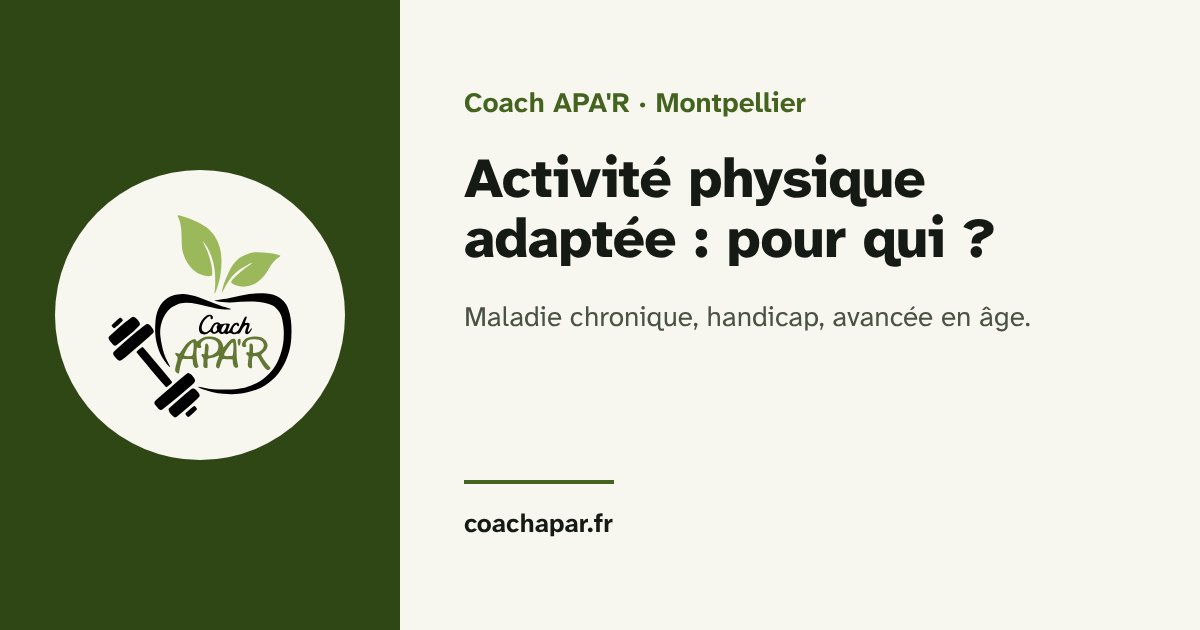 Coach
APA'R
Coach APA'R · Montpellier
Activité physique
adaptée : pour qui ?
Maladie chronique, handicap, avancée en âge.
coachapar.fr